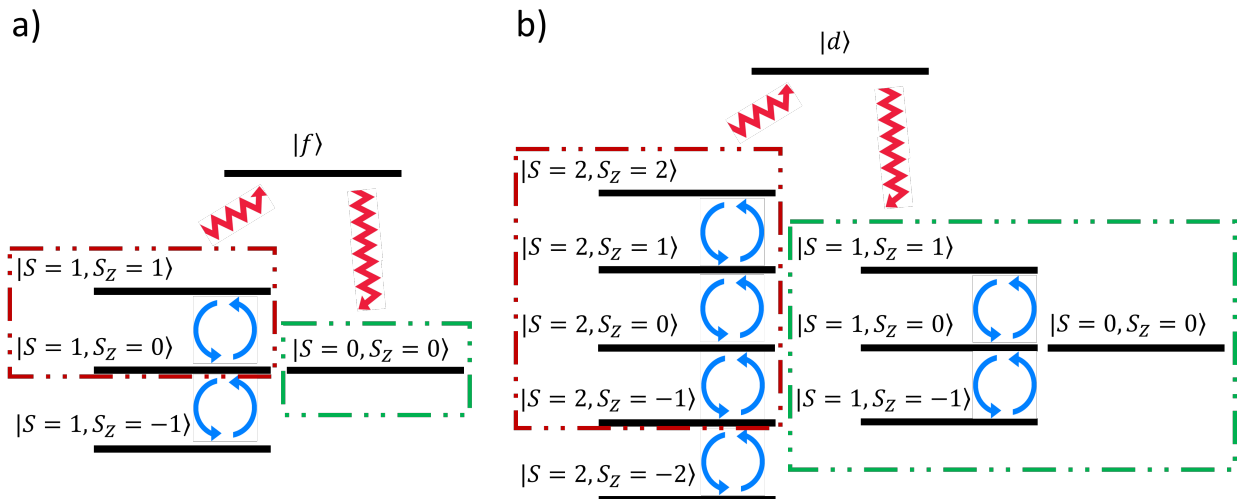 a)
|f⟩
|S = 1, S_Z = 1⟩
|S = 1, S_Z = 0⟩
|S = 0, S_Z = 0⟩
|S = 1, S_Z = −1⟩
b)
|d⟩
|S = 2, S_Z = 2⟩
|S = 2, S_Z = 1⟩
|S = 1, S_Z = 1⟩
|S = 2, S_Z = 0⟩
|S = 1, S_Z = 0⟩
|S = 0, S_Z = 0⟩
|S = 2, S_Z = −1⟩
|S = 1, S_Z = −1⟩
|S = 2, S_Z = −2⟩